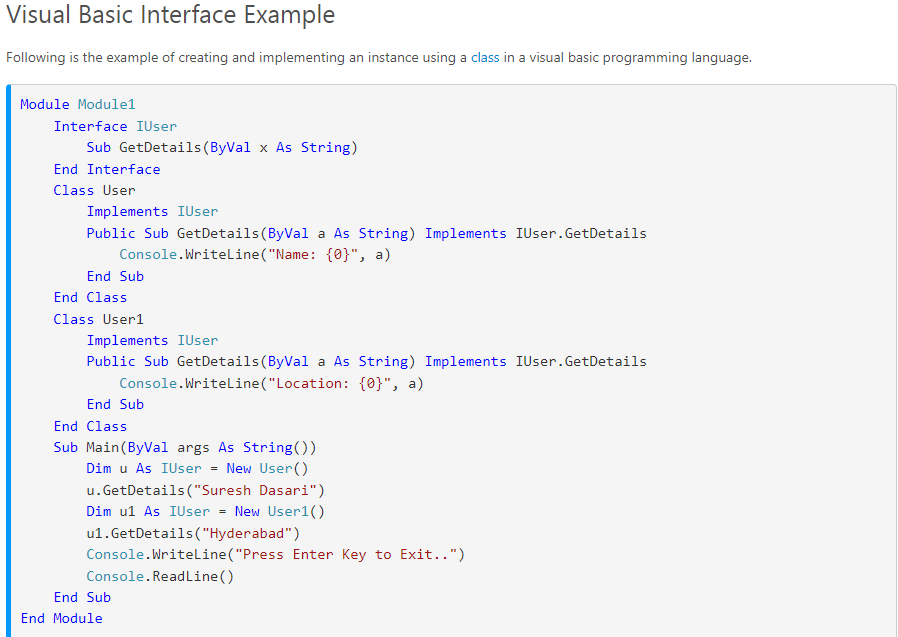 Visual Basic Interface Example
Following is the example of creating and implementing an instance using a class in a visual basic programming language.
Module Module1
    Interface IUser
        Sub GetDetails(ByVal x As String)
    End Interface
    Class User
        Implements IUser
        Public Sub GetDetails(ByVal a As String) Implements IUser.GetDetails
            Console.WriteLine("Name: {0}", a)
        End Sub
    End Class
    Class User1
        Implements IUser
        Public Sub GetDetails(ByVal a As String) Implements IUser.GetDetails
            Console.WriteLine("Location: {0}", a)
        End Sub
    End Class
    Sub Main(ByVal args As String())
        Dim u As IUser = New User()
        u.GetDetails("Suresh Dasari")
        Dim u1 As IUser = New User1()
        u1.GetDetails("Hyderabad")
        Console.WriteLine("Press Enter Key to Exit..")
        Console.ReadLine()
    End Sub
End Module